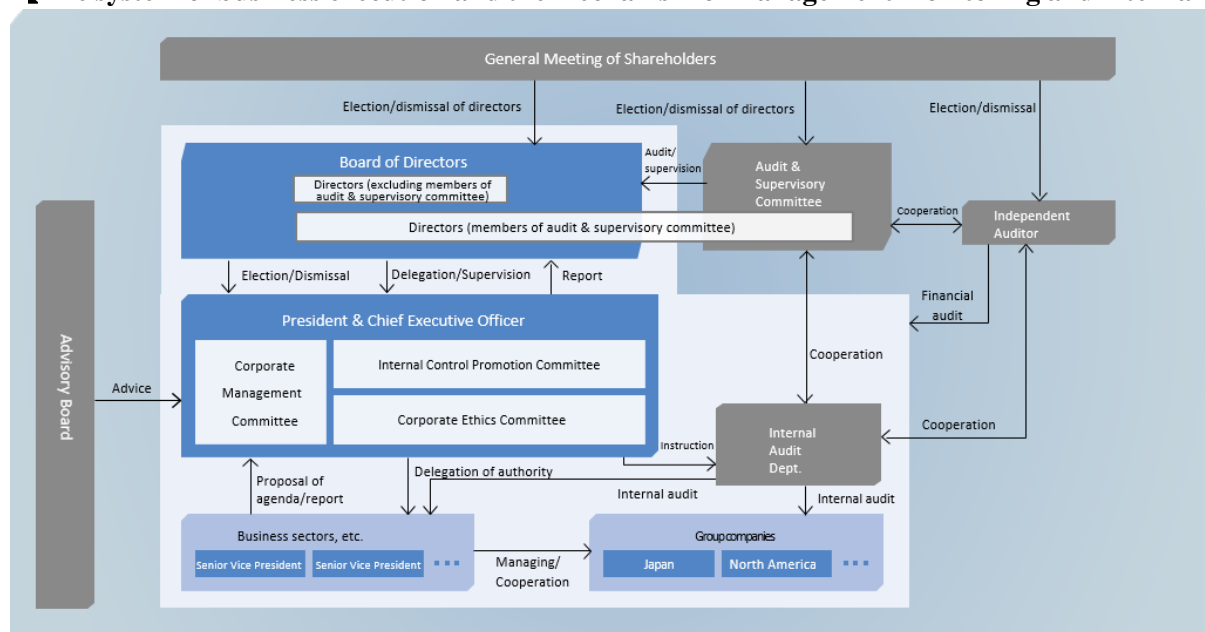 General Meeting of Shareholders
Election/dismissal of directors
Election/dismissal of directors
Election/dismissal
Board of Directors
Directors (excluding members of
audit & supervisory committee)
Directors (members of audit & supervisory committee)
Audit/
supervision
Audit &
Supervisory
Committee
Cooperation
Independent
Auditor
Election/Dismissal
Delegation/Supervision
Report
Financial
audit
President & Chief Executive Officer
Corporate
Management
Committee
Internal Control Promotion Committee
Corporate Ethics Committee
Advisory Board
Advice
Cooperation
Cooperation
Instruction
Internal
Audit
Dept.
Proposal of
agenda/report
Delegation of authority
Internal audit
Internal audit
Business sectors, etc.
Senior Vice President
Senior Vice President
Managing/
Cooperation
Group companies
Japan
North America